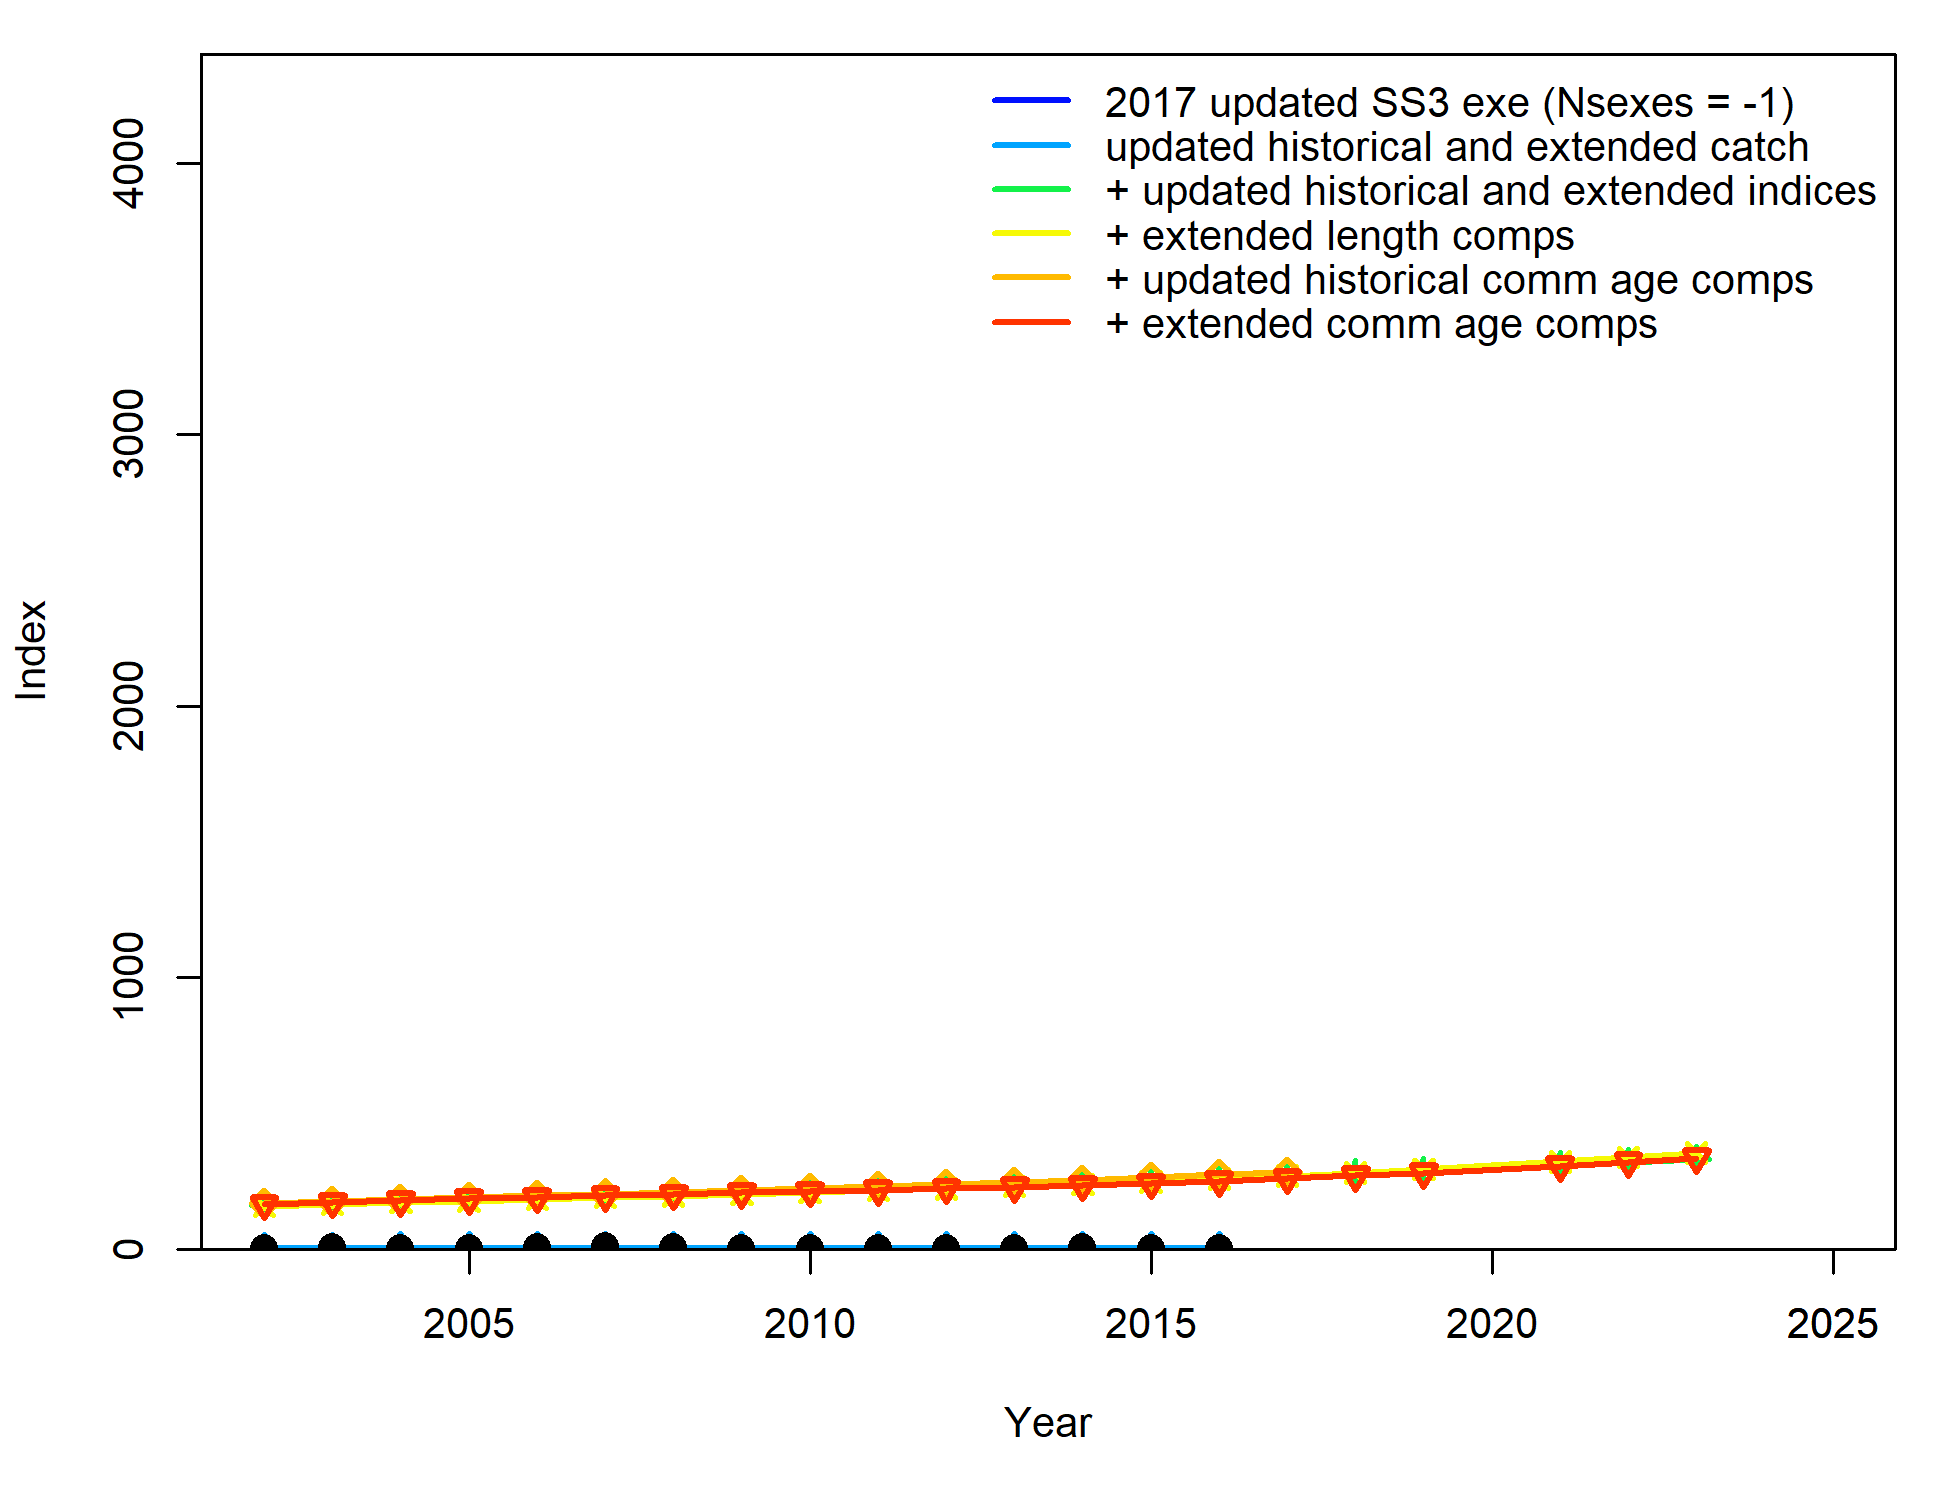 2017 updated SS3 exe (Nsexes = -1)
updated historical and extended catch
+ updated historical and extended indices
+ extended length comps
+ updated historical comm age comps
+ extended comm age comps
4000
3000
2000
1000
0
Index
2005
2010
2015
2020
2025
Year